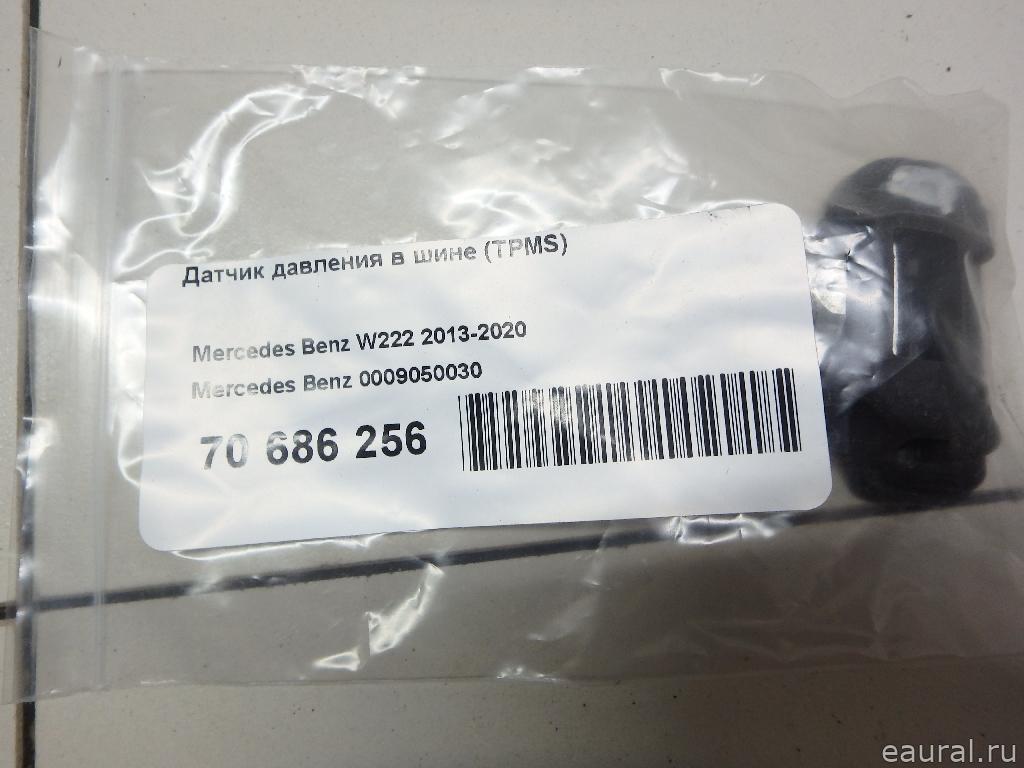 Датчик давления в шине (TPMS)
Mercedes Benz W222 2013-2020
Mercedes Benz 0009050030
70 686 256
eaural.ru